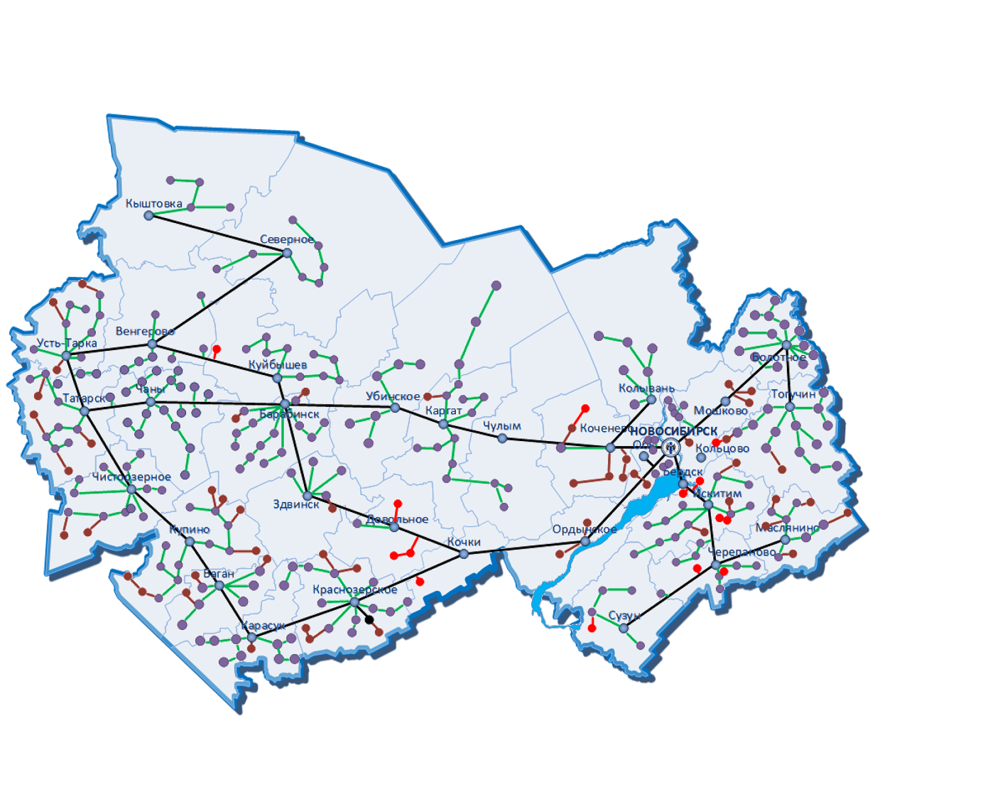 Кыштовка
Северное
Венгерово
Усть-Тарка
Болотное
Куйбышев
Чаны
Колывань
Татарск
Убинское
Тогучин
Барабинск
Каргат
Мошково
Чулым
Коченево
НОВОСИБИРСК
Обь
Кольцово
Чистоозерное
Бердск
Здвинск
Искитим
Довольное
Купино
Ордынское
Маслянино
Кочки
Черепаново
Баган
Краснозерское
Карасук
Сузун